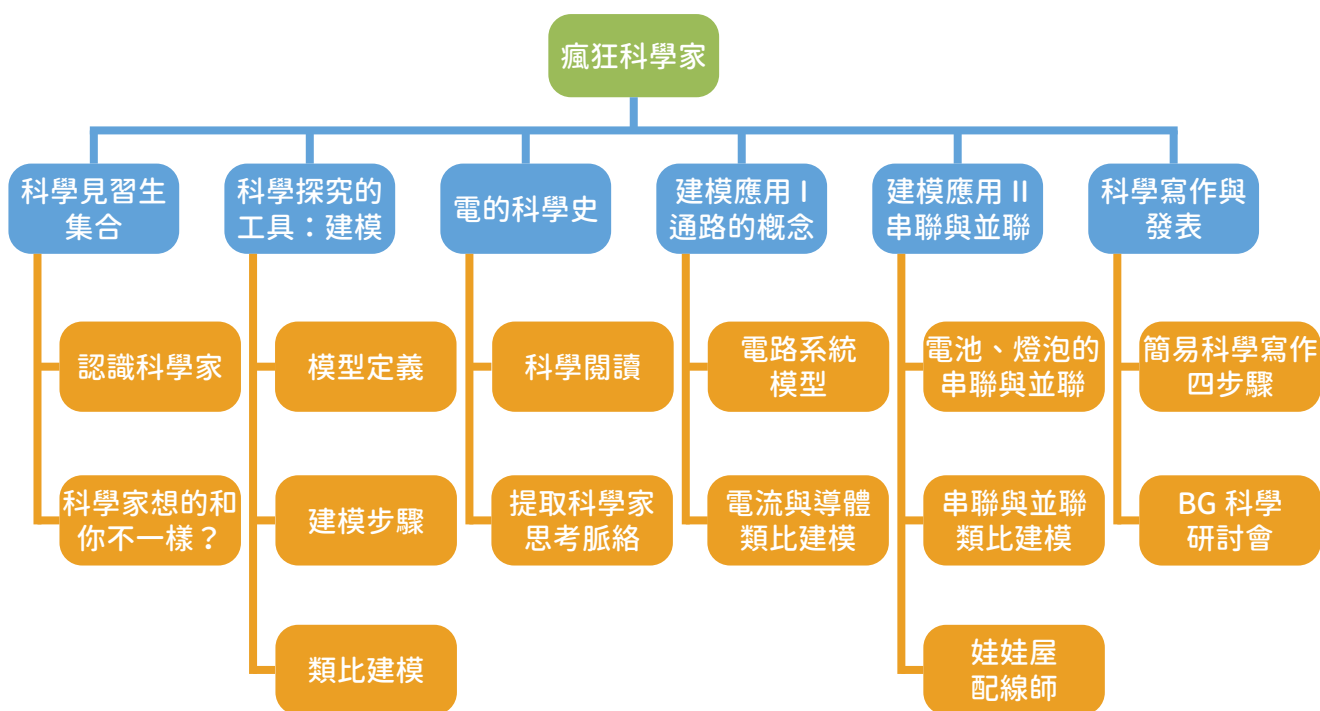 瘋狂科學家
科學見習生
集合
科學探究的
工具：建模
電的科學史
建模應用 I
通路的概念
建模應用 II
串聯與並聯
科學寫作與
發表
認識科學家
模型定義
科學閱讀
電路系統
模型
電池、燈泡的
串聯與並聯
簡易科學寫作
四步驟
科學家想的和
你不一樣？
建模步驟
提取科學家
思考脈絡
電流與導體
類比建模
串聯與並聯
類比建模
BG 科學
研討會
類比建模
娃娃屋
配線師